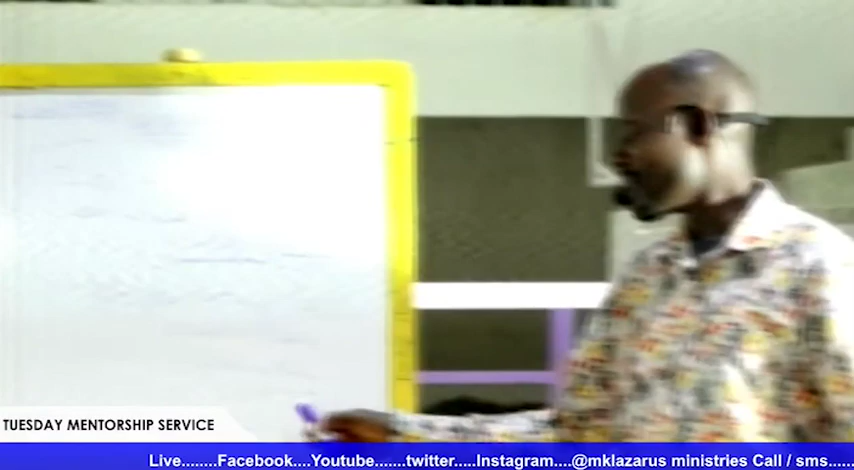 TUESDAY MENTORSHIP SERVICE
Live........Facebook....Youtube.......twitter.....Instagram....@mklazarus ministries Call / sms......